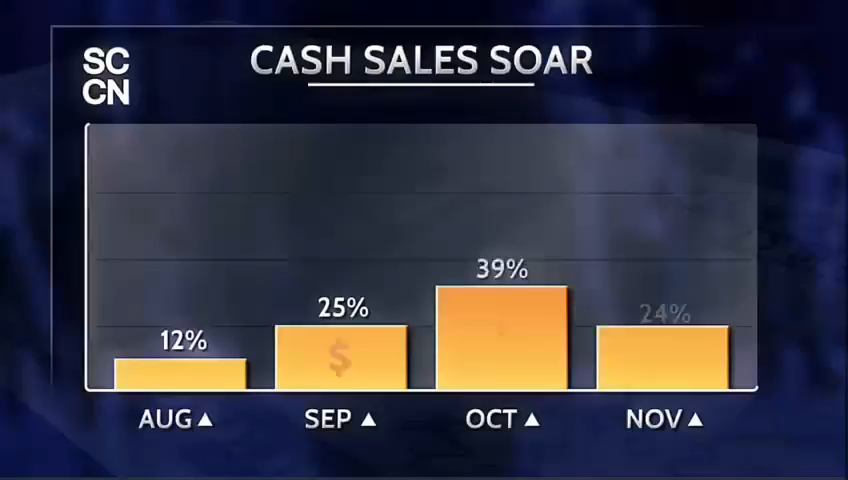 SC
CN
CASH SALES SOAR
39%
25%
24%
12%
$
AUG ▲
SEP ▲
OCT ▲
NOV ▲